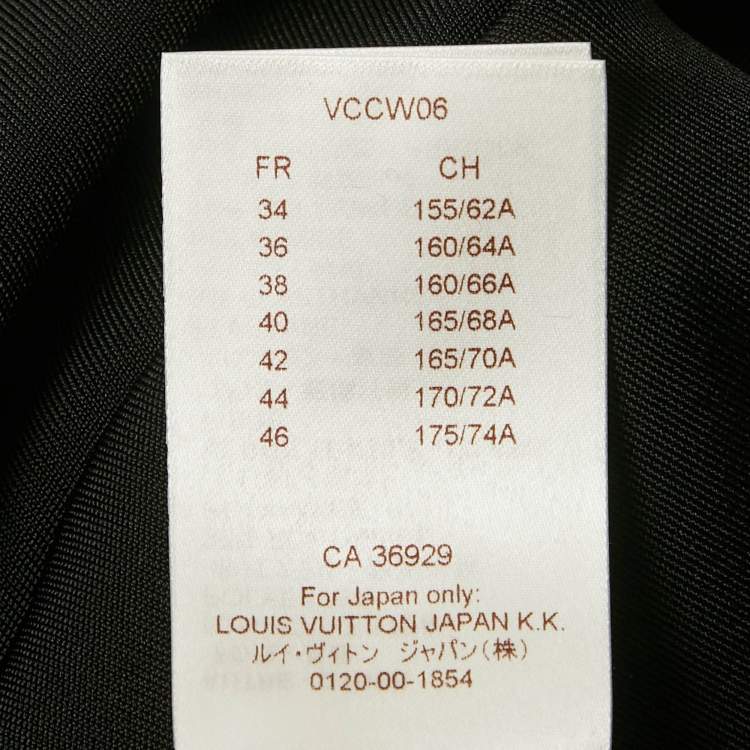 VCCW06
FR CH
34 155/62A
36 160/64A
38 160/66A
40 165/68A
42 165/70A
44 170/72A
46 175/74A
CA 36929
For Japan only:
LOUIS VUITTON JAPAN K.K.
ルイ・ヴィトン ジャパン(株)
0120-00-1854